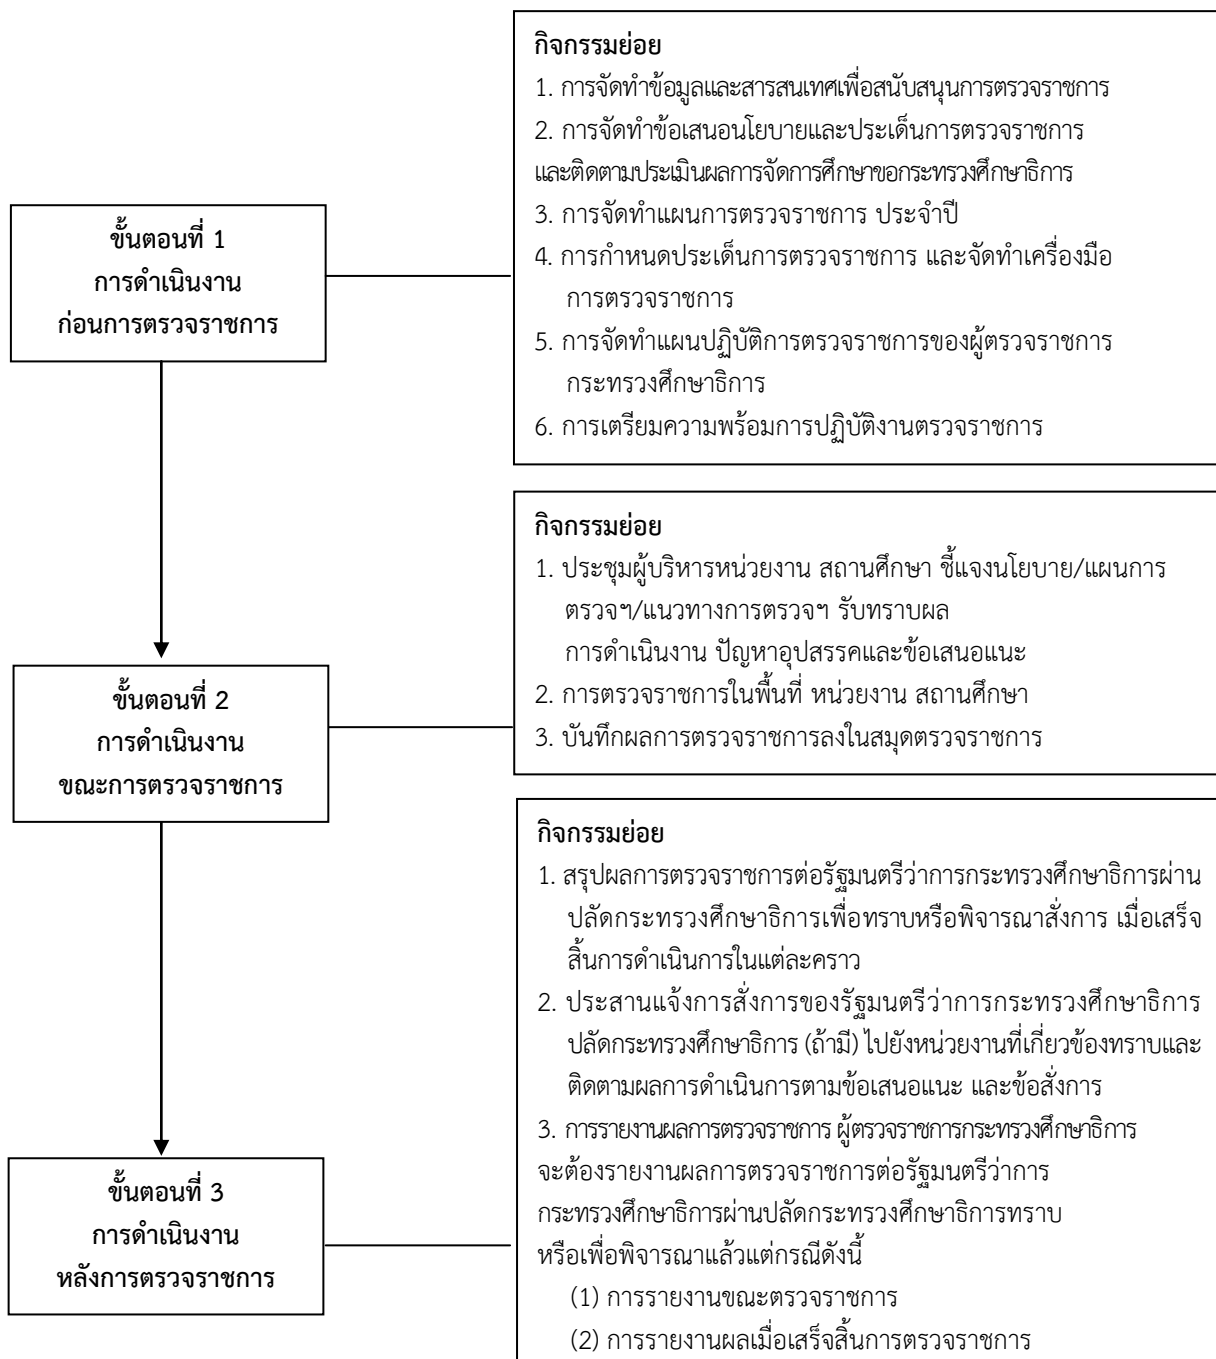 กิจกรรมย่อย
1. การจัดทำข้อมูลและสารสนเทศเพื่อสนับสนุนการตรวจราชการ
2. การจัดทำข้อเสนอนโยบายและประเด็นการตรวจราชการ
และติดตามประเมินผลการจัดการศึกษาขอกระทรวงศึกษาธิการ
3. การจัดทำแผนการตรวจราชการ ประจำปี
4. การกำหนดประเด็นการตรวจราชการ และจัดทำเครื่องมือ
การตรวจราชการ
5. การจัดทำแผนปฏิบัติการตรวจราชการของผู้ตรวจราชการ
กระทรวงศึกษาธิการ
6. การเตรียมความพร้อมการปฏิบัติงานตรวจราชการ
ขั้นตอนที่ 1
การดำเนินงาน
ก่อนการตรวจราชการ
กิจกรรมย่อย
1. ประชุมผู้บริหารหน่วยงาน สถานศึกษา ชี้แจงนโยบาย/แผนการ
ตรวจฯ/แนวทางการตรวจฯ รับทราบผล
การดำเนินงาน ปัญหาอุปสรรคและข้อเสนอแนะ
2. การตรวจราชการในพื้นที่ หน่วยงาน สถานศึกษา
3. บันทึกผลการตรวจราชการลงในสมุดตรวจราชการ
ขั้นตอนที่ 2
การดำเนินงาน
ขณะการตรวจราชการ
กิจกรรมย่อย
1. สรุปผลการตรวจราชการต่อรัฐมนตรีว่าการกระทรวงศึกษาธิการผ่าน
ปลัดกระทรวงศึกษาธิการเพื่อทราบหรือพิจารณาสั่งการ เมื่อเสร็จ
สิ้นการดำเนินการในแต่ละคราว
2. ประสานแจ้งการสั่งการของรัฐมนตรีว่าการกระทรวงศึกษาธิการ
ปลัดกระทรวงศึกษาธิการ (ถ้ามี) ไปยังหน่วยงานที่เกี่ยวข้องทราบและ
ติดตามผลการดำเนินการตามข้อเสนอแนะ และข้อสั่งการ
3. การรายงานผลการตรวจราชการ ผู้ตรวจราชการกระทรวงศึกษาธิการ
จะต้องรายงานผลการตรวจราชการต่อรัฐมนตรีว่าการ
กระทรวงศึกษาธิการผ่านปลัดกระทรวงศึกษาธิการทราบ
หรือเพื่อพิจารณาแล้วแต่กรณีดังนี้
(1) การรายงานขณะตรวจราชการ
(2) การรายงานผลเมื่อเสร็จสิ้นการตรวจราชการ
ขั้นตอนที่ 3
การดำเนินงาน
หลังการตรวจราชการ